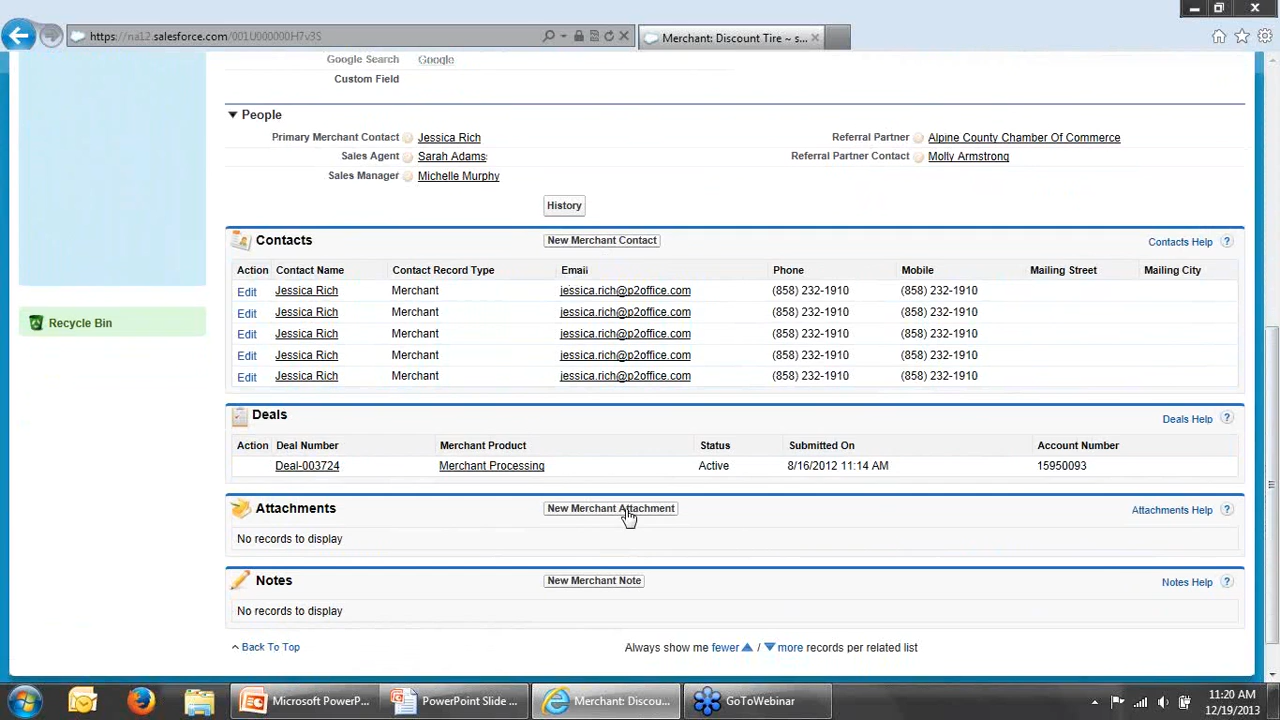 https://na12.salesforce.com/001U000000H7v3S
Merchant: Discount Tire ~ s...
Google Search Google
Custom Field
People
Primary Merchant Contact Jessica Rich Referral Partner Alpine County Chamber Of Commerce
Sales Agent Sarah Adams Referral Partner Contact Molly Armstrong
Sales Manager Michelle Murphy
History
Contacts New Merchant Contact Contacts Help ?
Action Contact Name Contact Record Type Email Phone Mobile Mailing Street Mailing City
Edit Jessica Rich Merchant jessica.rich@p2office.com (858) 232-1910 (858) 232-1910
Edit Jessica Rich Merchant jessica.rich@p2office.com (858) 232-1910 (858) 232-1910
Edit Jessica Rich Merchant jessica.rich@p2office.com (858) 232-1910 (858) 232-1910
Edit Jessica Rich Merchant jessica.rich@p2office.com (858) 232-1910 (858) 232-1910
Edit Jessica Rich Merchant jessica.rich@p2office.com (858) 232-1910 (858) 232-1910
Recycle Bin
Deals Deals Help ?
Action Deal Number Merchant Product Status Submitted On Account Number
Deal-003724 Merchant Processing Active 8/16/2012 11:14 AM 15950093
Attachments New Merchant Attachment Attachments Help ?
No records to display
Notes New Merchant Note Notes Help ?
No records to display
Back To Top Always show me fewer / more records per related list
Microsoft PowerP... PowerPoint Slide ... Merchant: Discou... GoToWebinar 11:20 AM
12/19/2013